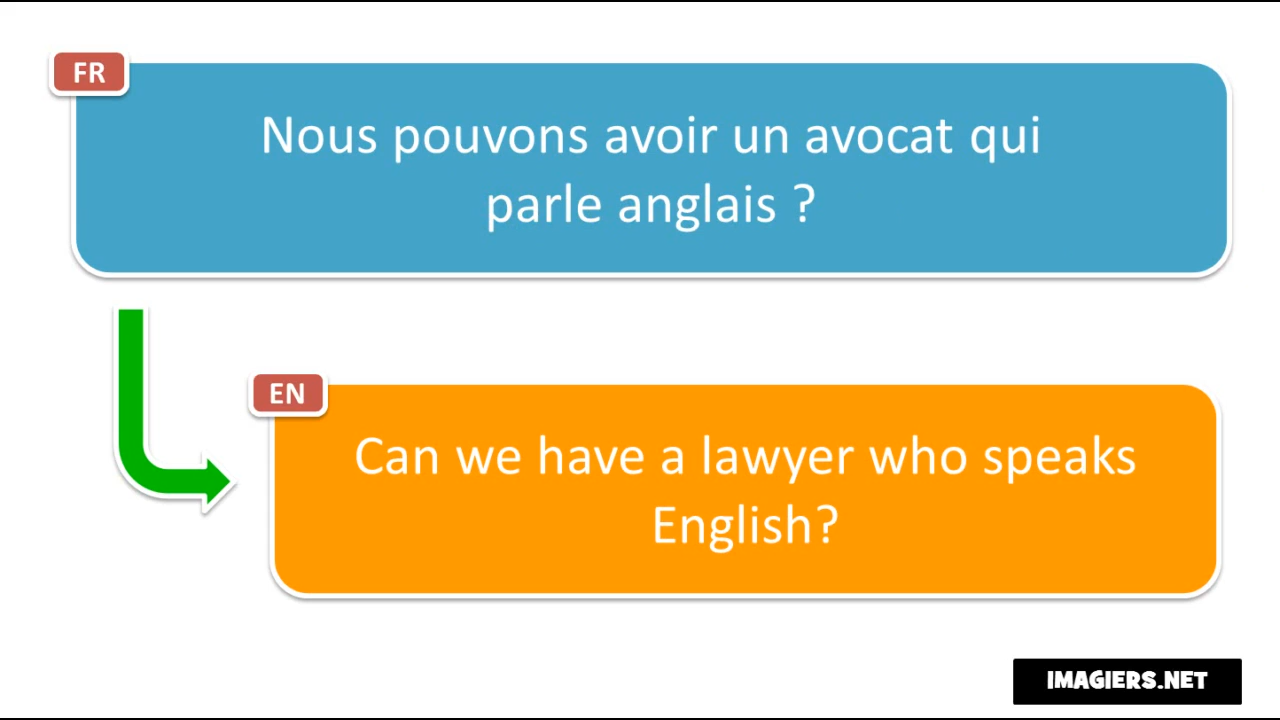 FR
Nous pouvons avoir un avocat qui
parle anglais ?
EN
Can we have a lawyer who speaks
English?
IMAGIERS.NET